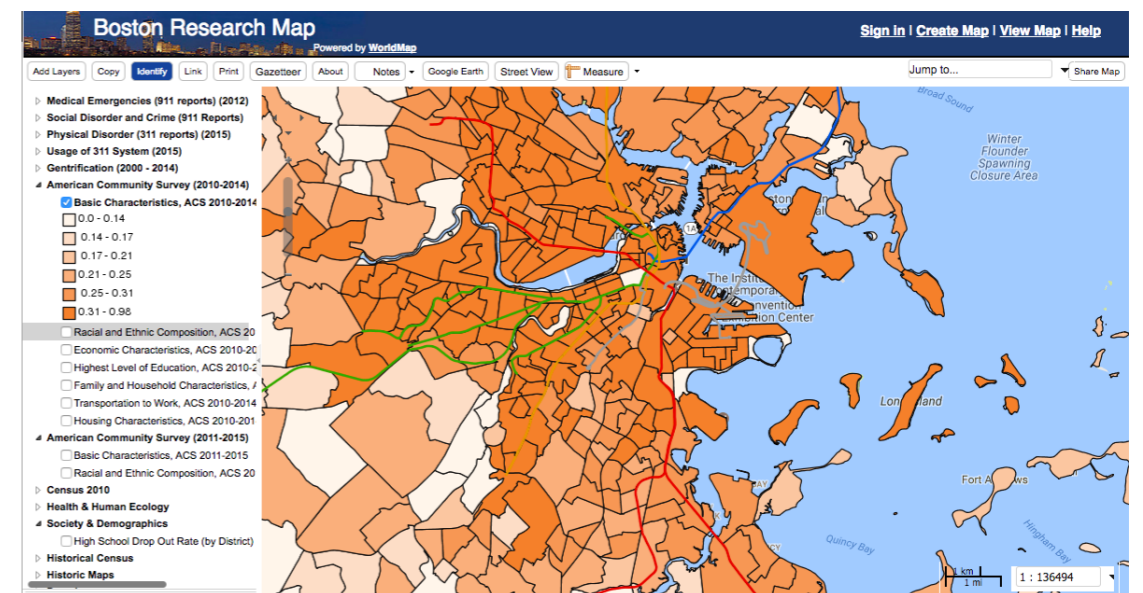 Boston Research Map
Powered by WorldMap
Sign In | Create Map | View Map | Help
Add Layers Copy Identify Link Print Gazetteer About Notes Google Earth Street View Measure Jump to... Share Map
Medical Emergencies (911 reports) (2012)
Social Disorder and Crime (911 Reports)
Physical Disorder (311 reports) (2015)
Usage of 311 System (2015)
Gentrification (2000 - 2014)
American Community Survey (2010-2014)
Basic Characteristics, ACS 2010-2014
0.0 - 0.14
0.14 - 0.17
0.17 - 0.21
0.21 - 0.25
0.25 - 0.31
0.31 - 0.98
Racial and Ethnic Composition, ACS 20
Economic Characteristics, ACS 2010-20
Highest Level of Education, ACS 2010-2
Family and Household Characteristics, A
Transportation to Work, ACS 2010-2014
Housing Characteristics, ACS 2010-201
American Community Survey (2011-2015)
Basic Characteristics, ACS 2011-2015
Racial and Ethnic Composition, ACS 20
Census 2010
Health & Human Ecology
Society & Demographics
High School Drop Out Rate (by District)
Historical Census
Historic Maps
Broad Sound
Winter
Flounder
Spawning
Closure Area
1A
The Instit
ontempora
onventio
ibition Center
Lon land
Fort A ws
Quincy Bay
Hingham Bay
1 km
1 mi
1 : 136494